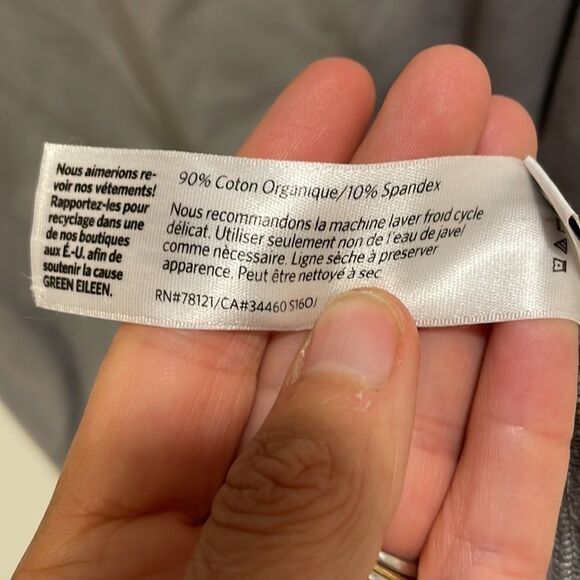 Nous aimerions re-
voir nos vêtements!
Rapportez-les pour
recyclage dans une
de nos boutiques
aux É.-U. afin de
soutenir la cause
GREEN EILEEN.
90% Coton Organique/10% Spandex
Nous recommandons la machine laver froid cycle
délicat. Utiliser seulement non de l'eau de javel
comme nécessaire. Ligne sèche à preserver
apparence. Peut être nettoyé à sec
RN#78121/CA#34460 S16OJ